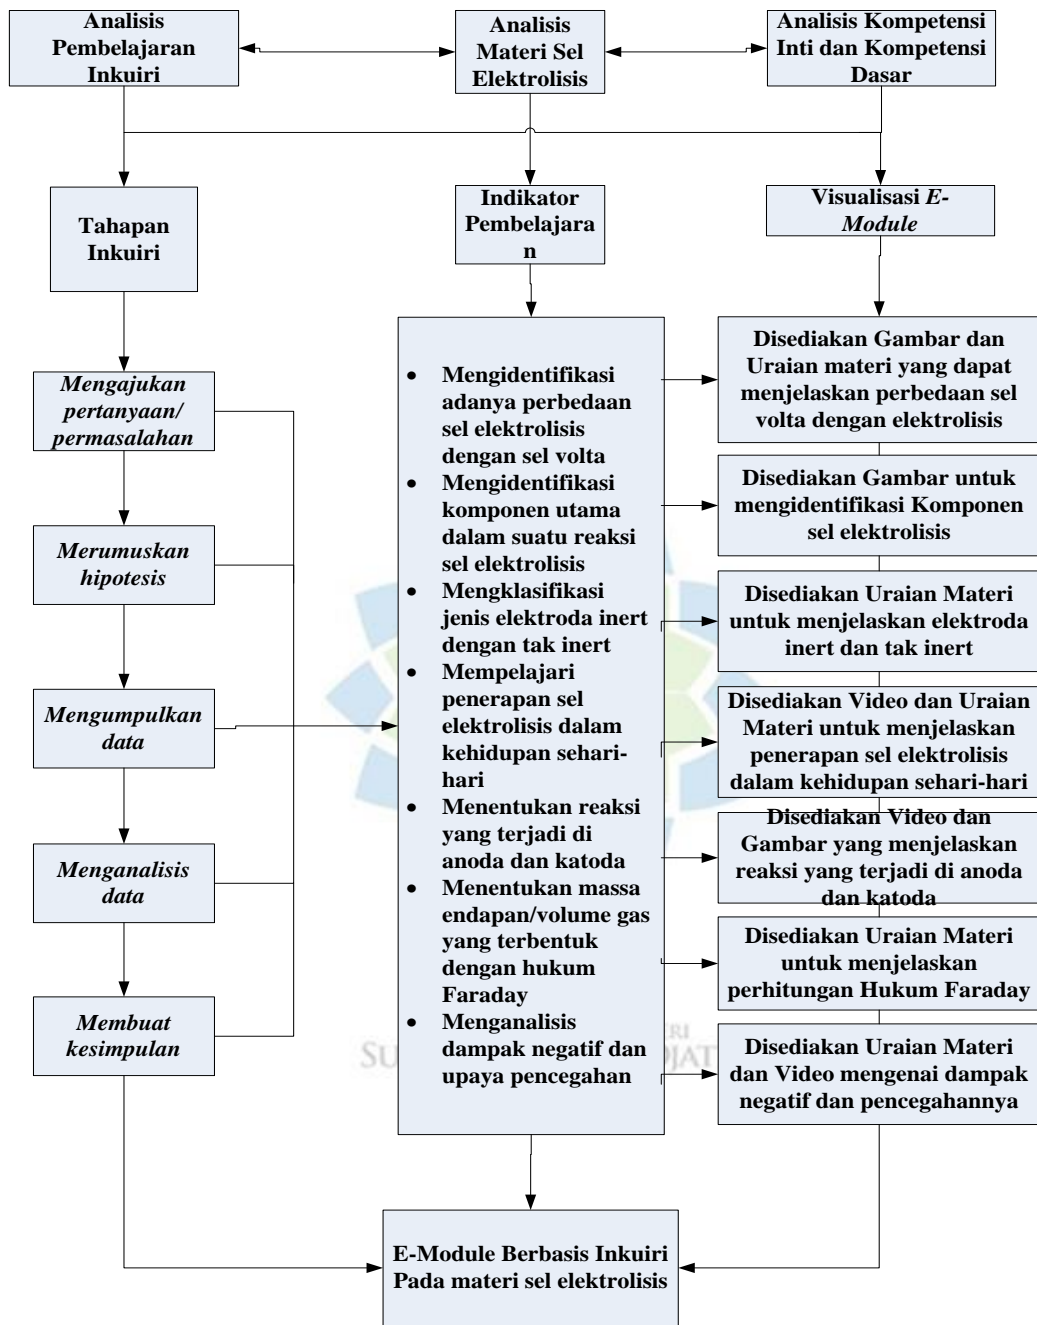 Analisis
Pembelajaran
Inkuiri
Analisis
Materi Sel
Elektrolisis
Analisis Kompetensi
Inti dan Kompetensi
Dasar
Tahapan
Inkuiri
Indikator
Pembelajara
n
Visualisasi E-
Module
Mengajukan
pertanyaan/
permasalahan
Merumuskan
hipotesis
Mengumpulkan
data
Menganalisis
data
Membuat
kesimpulan
• Mengidentifikasi
adanya perbedaan
sel elektrolisis
dengan sel volta
• Mengidentifikasi
komponen utama
dalam suatu reaksi
sel elektrolisis
• Mengklasifikasi
jenis elektroda inert
dengan tak inert
• Mempelajari
penerapan sel
elektrolisis dalam
kehidupan sehari-
hari
• Menentukan reaksi
yang terjadi di
anoda dan katoda
• Menentukan massa
endapan/volume gas
yang terbentuk
dengan hukum
Faraday
• Menganalisis
dampak negatif dan
upaya pencegahan
Disediakan Gambar dan
Uraian materi yang dapat
menjelaskan perbedaan sel
volta dengan elektrolisis
Disediakan Gambar untuk
mengidentifikasi Komponen
sel elektrolisis
Disediakan Uraian Materi
untuk menjelaskan elektroda
inert dan tak inert
Disediakan Video dan Uraian
Materi untuk menjelaskan
penerapan sel elektrolisis
dalam kehidupan sehari-hari
Disediakan Video dan
Gambar yang menjelaskan
reaksi yang terjadi di anoda
dan katoda
Disediakan Uraian Materi
untuk menjelaskan
perhitungan Hukum Faraday
Disediakan Uraian Materi
dan Video mengenai dampak
negatif dan pencegahannya
E-Module Berbasis Inkuiri
Pada materi sel elektrolisis